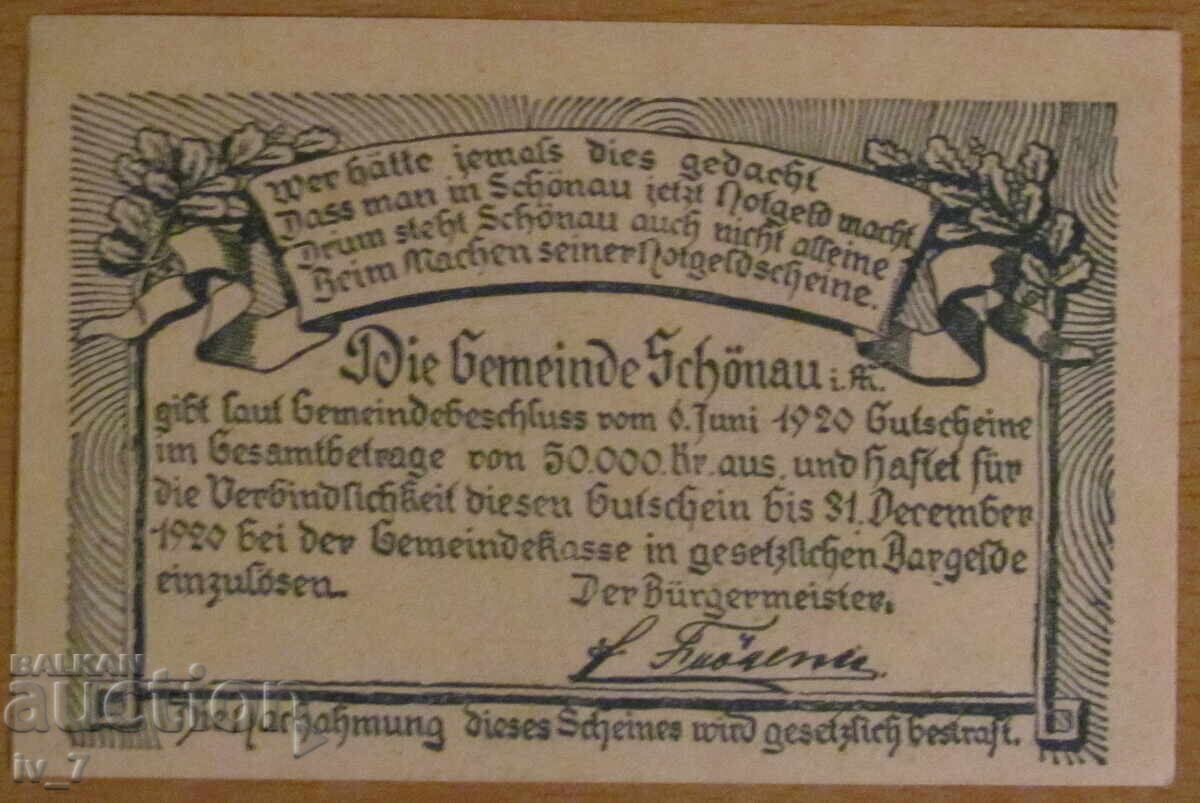 Wer hätte jemals dies gedacht
Dass man in Schönau jetzt Notgeld macht,
Drum steht Schönau auch nicht alleine
Beim Machen seiner Notgeldscheine.
Die Gemeinde Schönau i.M.
gibt laut Gemeindebeschluss vom 6. Juni 1920 Gutscheine
im Gesamtbetrage von 50.000.Kr. aus, und haftet für
die Verbindlichkeit diesen Gutschein bis 31. December
1920 bei der Gemeindekasse in gesetzlichen Bargelde
einzulösen.
Der Bürgermeister.
Die Nachahmung dieses Scheines wird gesetzlich bestraft.
BALKAN
auction
iv_7